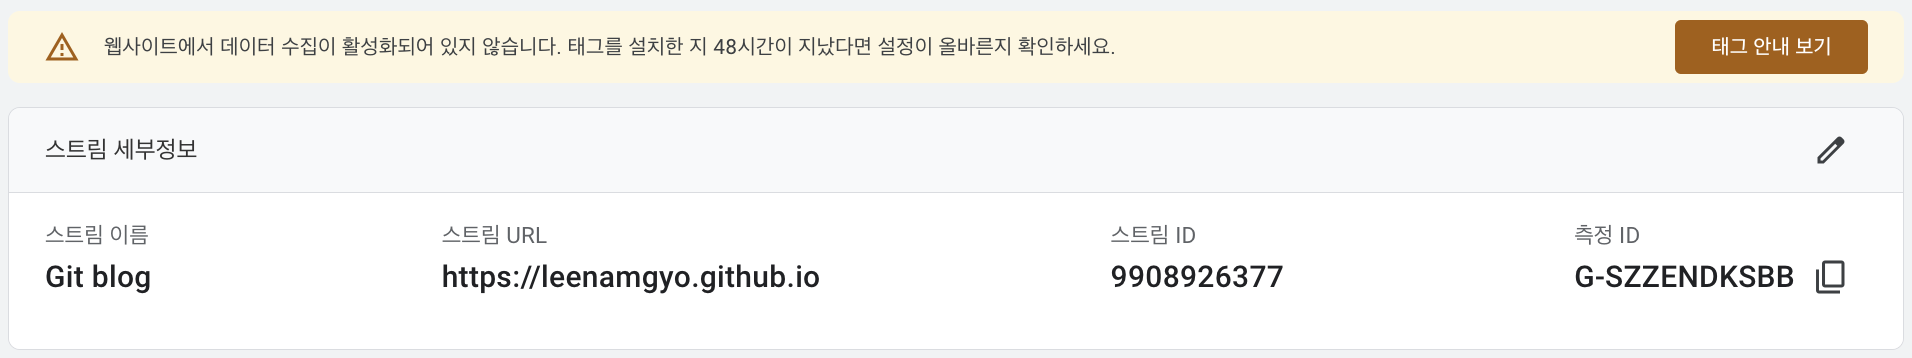 웹사이트에서 데이터 수집이 활성화되어 있지 않습니다. 태그를 설치한 지 48시간이 지났다면 설정이 올바른지 확인하세요.
태그 안내 보기
스트림 세부정보
스트림 이름
Git blog
스트림 URL
https://leenamgyo.github.io
스트림 ID
9908926377
측정 ID
G-SZZENDKSBB